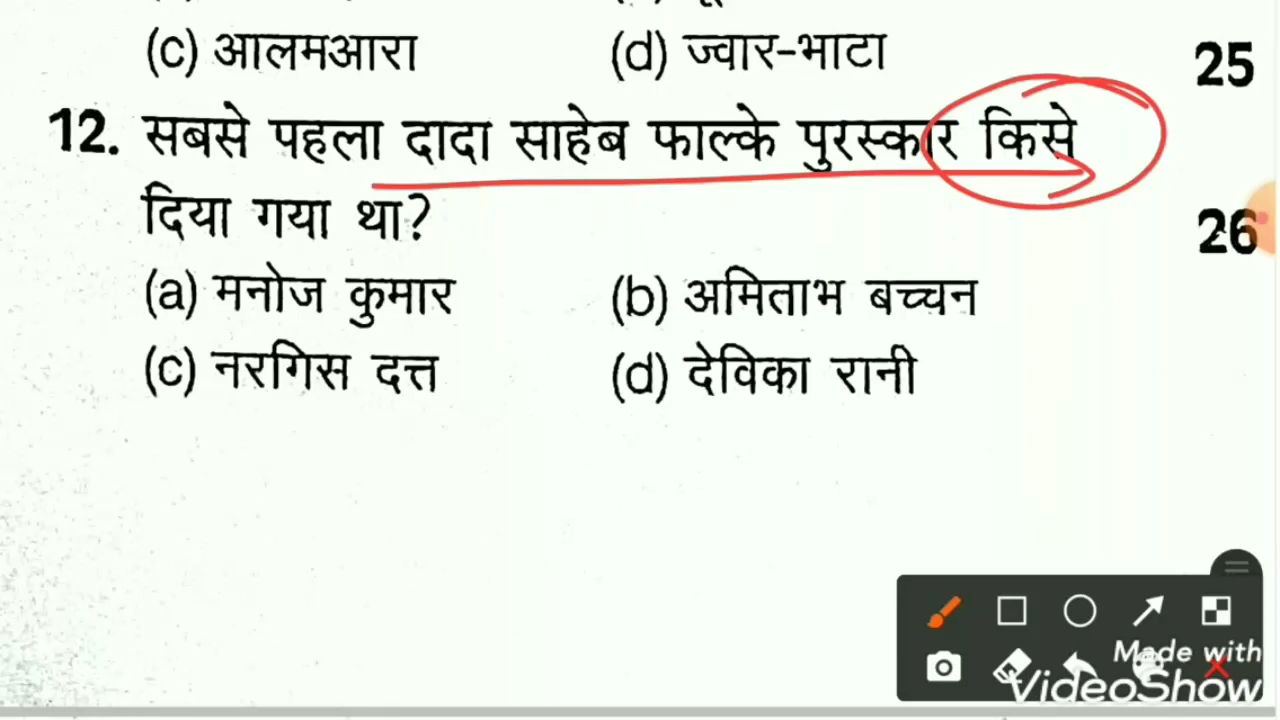 (c) आलमआरा (d) ज्वार-भाटा
25
12. सबसे पहला दादा साहेब फाल्के पुरस्कार किसे
दिया गया था?
26
(a) मनोज कुमार (b) अमिताभ बच्चन
(c) नरगिस दत्त (d) देविका रानी
Made with
VideoShow